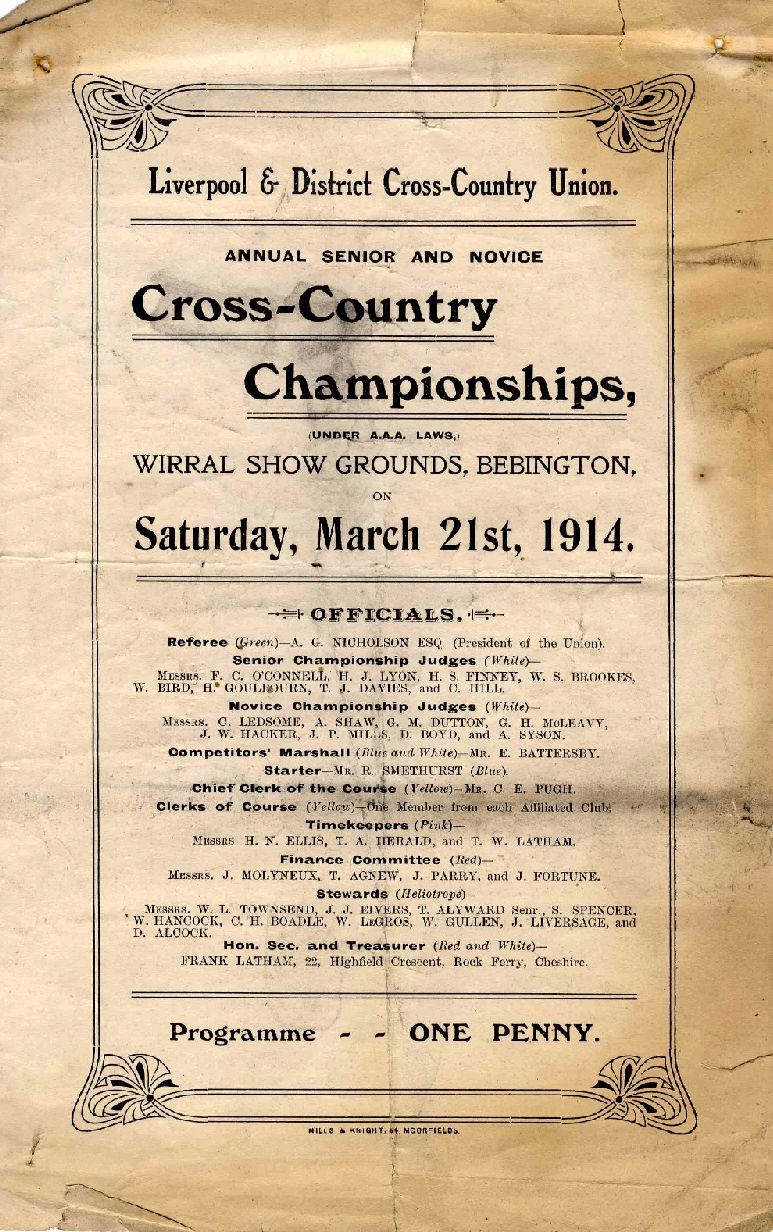 Liverpool & District Cross-Country Union.
ANNUAL SENIOR AND NOVICE
Cross-Country
Championships,
(UNDER A.A.A. LAWS,)
WIRRAL SHOW GROUNDS, BEBINGTON,
ON
Saturday, March 21st, 1914.
OFFICIALS.
Referee (Green)—A. G. NICHOLSON ESQ. (President of the Union).
Senior Championship Judges (White)—
MESSRS. F. C. O'CONNELL, H. J. LYON, H. S. FINNEY, W. S. BROOKES,
W. BIRD, H. GOULBOURN, T. J. DAVIES, and C. HILL.
Novice Championship Judges (White)—
MESSRS. C. LEDSOME, A. SHAW, G. M. DUTTON, G. H. McLEAVY,
J. W. HACKER, J. P. MILLS, D. BOYD, and A. SYSON.
Competitors' Marshall (Blue and White)—MR. E. BATTERSBY.
Starter—MR. R. SMETHURST (Blue).
Chief Clerk of the Course (Yellow)—MR. C. E. PUGH.
Clerks of Course (Yellow)—One Member from each Affiliated Club.
Timekeepers (Pink)—
MESSRS H. N. ELLIS, T. A. HERALD, and T. W. LATHAM.
Finance Committee (Red)—
MESSRS. J. MOLYNEUX, T. AGNEW, J. PARRY, and J. FORTUNE.
Stewards (Heliotrope)—
MESSRS. W. L. TOWNSEND, J. J. EIVERS, T. ALYWARD Senr., S. SPENCER,
W. HANCOCK, C. H. BOADLE, W. LEGROS, W. GULLEN, J. LIVERSAGE, and
D. ALCOCK.
Hon. Sec. and Treasurer (Red and White)—
FRANK LATHAM, 22, Highfield Crescent, Rock Ferry, Cheshire.
Programme - - ONE PENNY.
MILLS & KNIGHT, 64, MOORFIELDS.